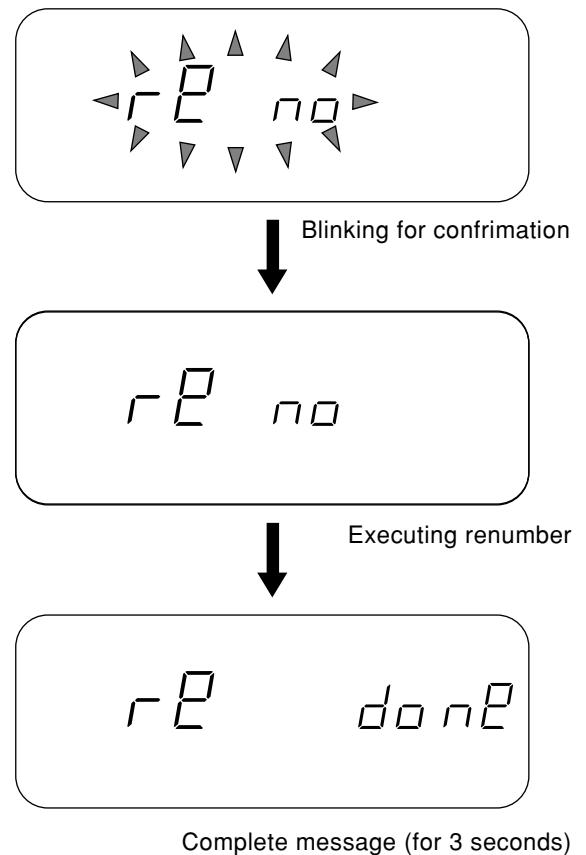 rE no
Blinking for confrimation
rE no
Executing renumber
rE donE
Complete message (for 3 seconds)